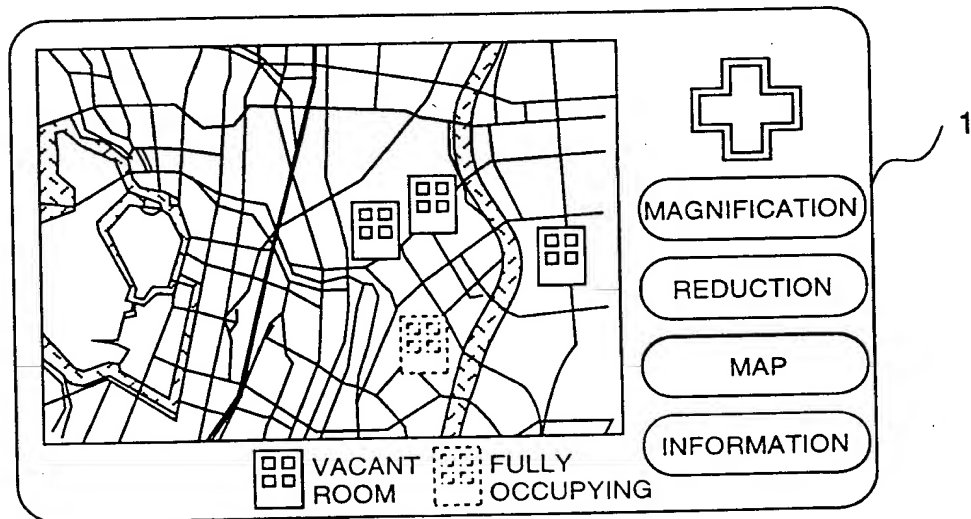 1
MAGNIFICATION
REDUCTION
MAP
INFORMATION
VACANT
ROOM
FULLY
OCCUPYING